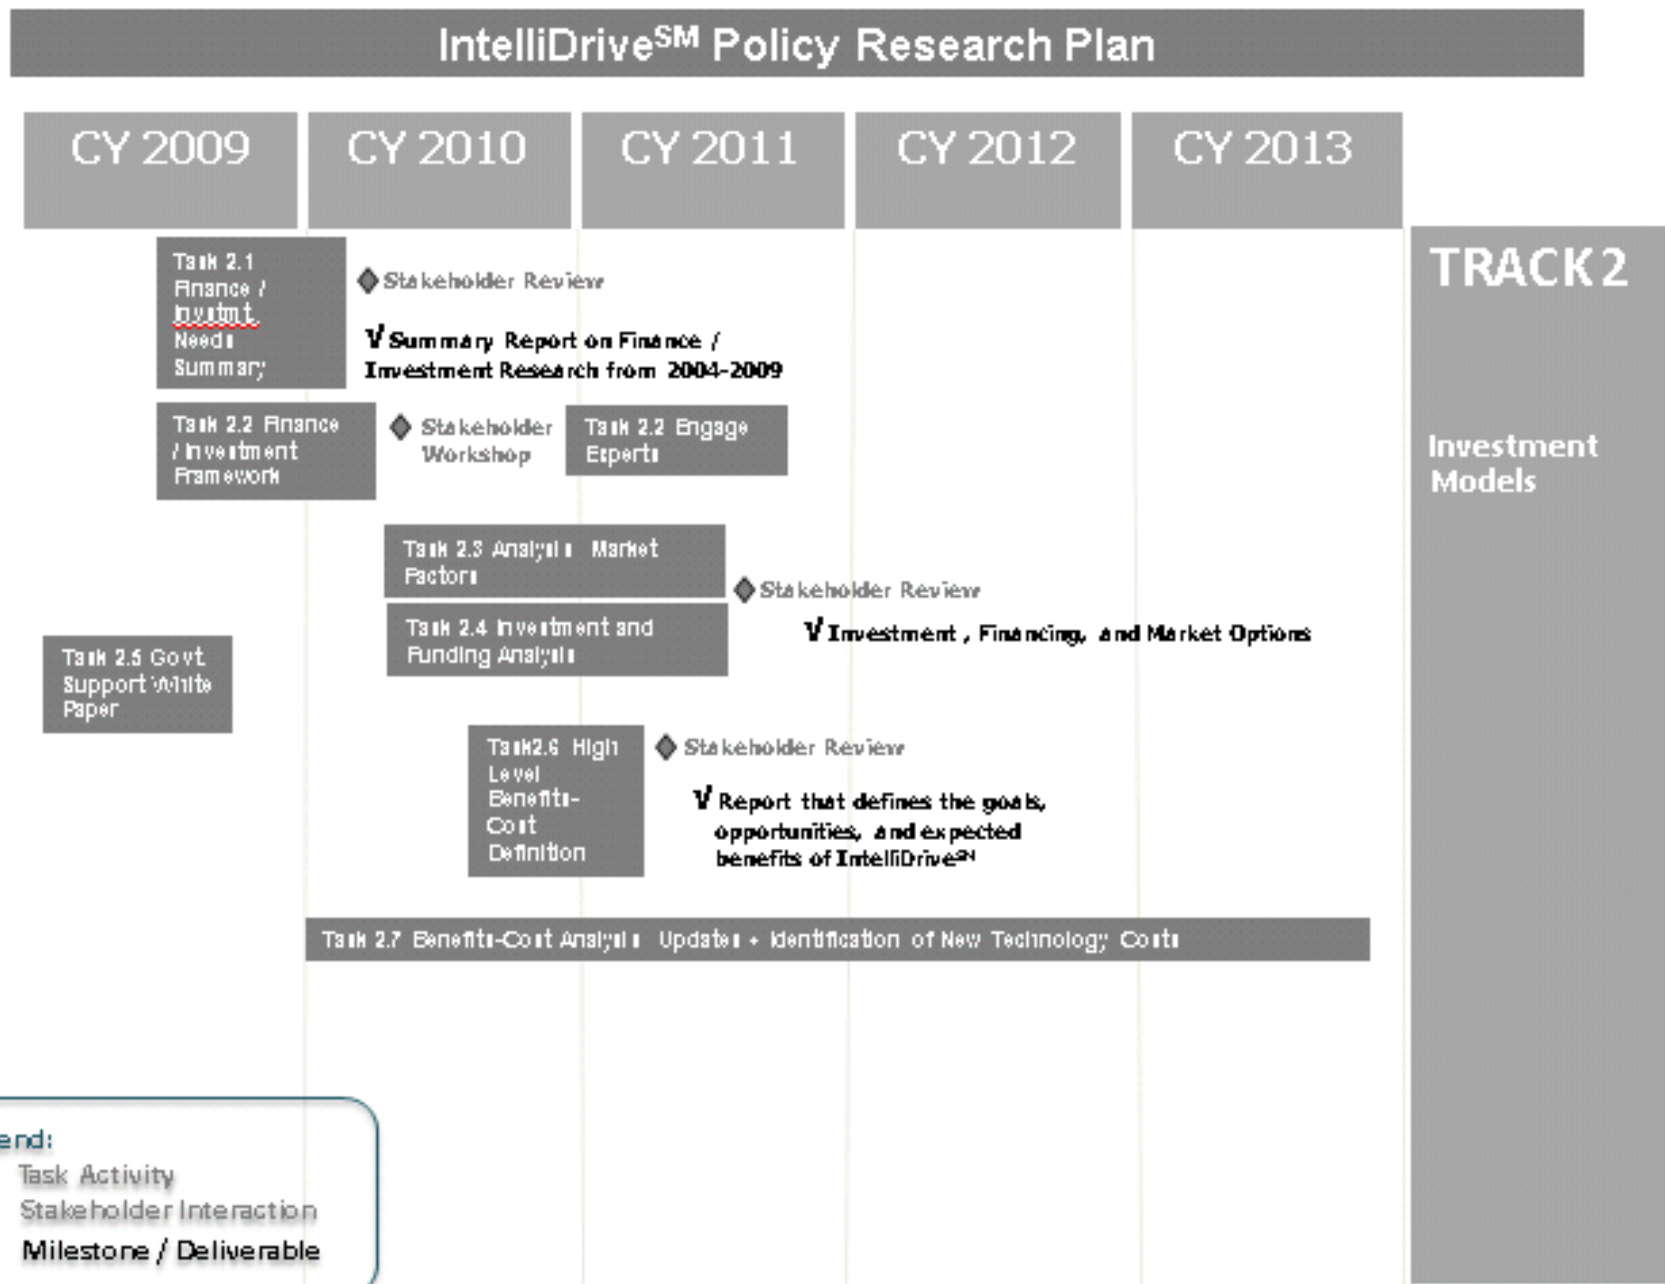 IntelliDriveSM Policy Research Plan
CY 2009
CY 2010
CY 2011
CY 2012
CY 2013
TRACK 2
Investment
Models
Task 2.1
Finance /
Invstmt.
Needs
Summary
Stakeholder Review
√ Summary Report on Finance /
Investment Research from 2004-2009
Task 2.2 Finance
/ Investment
Framework
Stakeholder
Workshop
Task 2.2 Engage
Experts
Task 2.3 Analysis Market
Factors
Task 2.4 Investment and
Funding Analysis
Stakeholder Review
√ Investment , Financing, and Market Options
Task 2.5 Govt.
Support White
Paper
Task2.6 High
Level
Benefits-
Cost
Definition
Stakeholder Review
√ Report that defines the goals,
opportunities, and expected
benefits of IntelliDriveSM
Task 2.7 Benefits-Cost Analysis Updates + Identification of New Technology Costs
end:
Task Activity
Stakeholder Interaction
Milestone / Deliverable